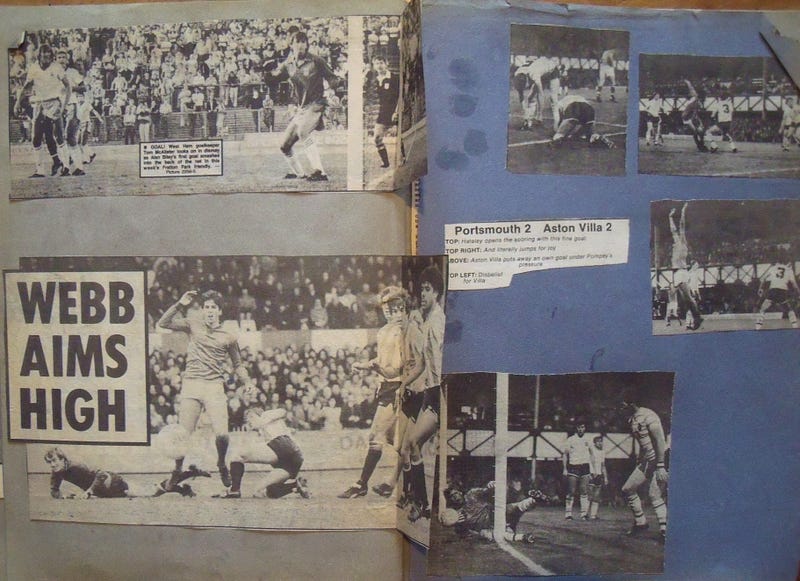 ■ GOAL! West Ham goalkeeper
Tom McAlister looks on in dismay
as Alan Biley's first goal smashes
into the back of the net in this
week's Fratton Park friendly.
Picture
WEBB
AIMS
HIGH
Portsmouth 2 Aston Villa 2
TOP: Hateley opens the scoring with this fine goal
TOP RIGHT: And literally jumps for joy
ABOVE: Aston Villa puts away an own goal under Pompey's
pressure
TOP LEFT: Disbelief
for Villa